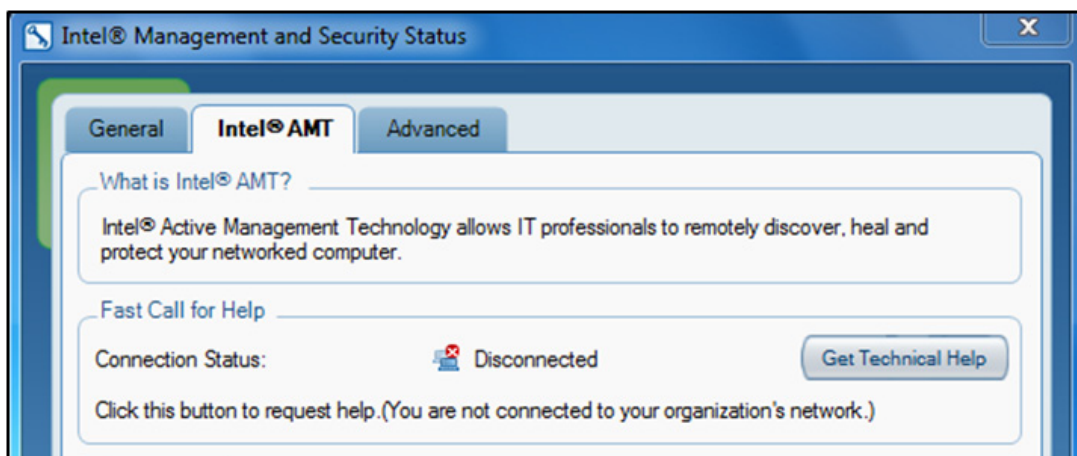 Intel® Management and Security Status
General Intel® AMT Advanced
What is Intel® AMT?
Intel® Active Management Technology allows IT professionals to remotely discover, heal and
protect your networked computer.
Fast Call for Help
Connection Status: Disconnected Get Technical Help
Click this button to request help.(You are not connected to your organization's network.)